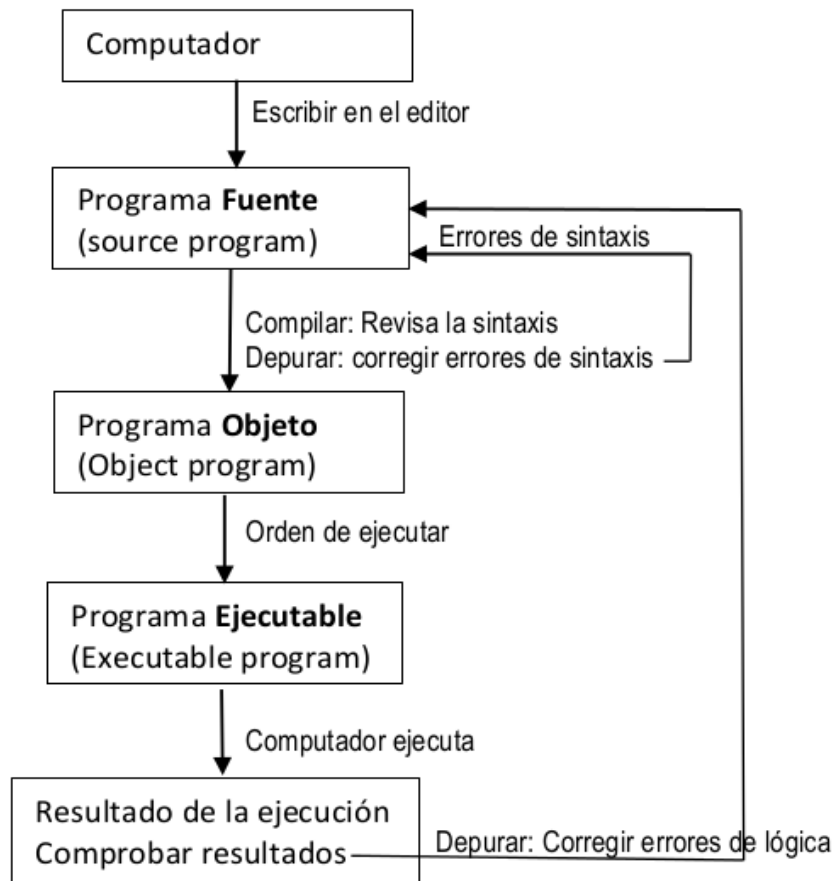 Computador
Escribir en el editor
Programa Fuente
(source program)
Errores de sintaxis
Compilar: Revisa la sintaxis
Depurar: corregir errores de sintaxis
Programa Objeto
(Object program)
Orden de ejecutar
Programa Ejecutable
(Executable program)
Computador ejecuta
Resultado de la ejecución
Comprobar resultados
Depurar: Corregir errores de lógica